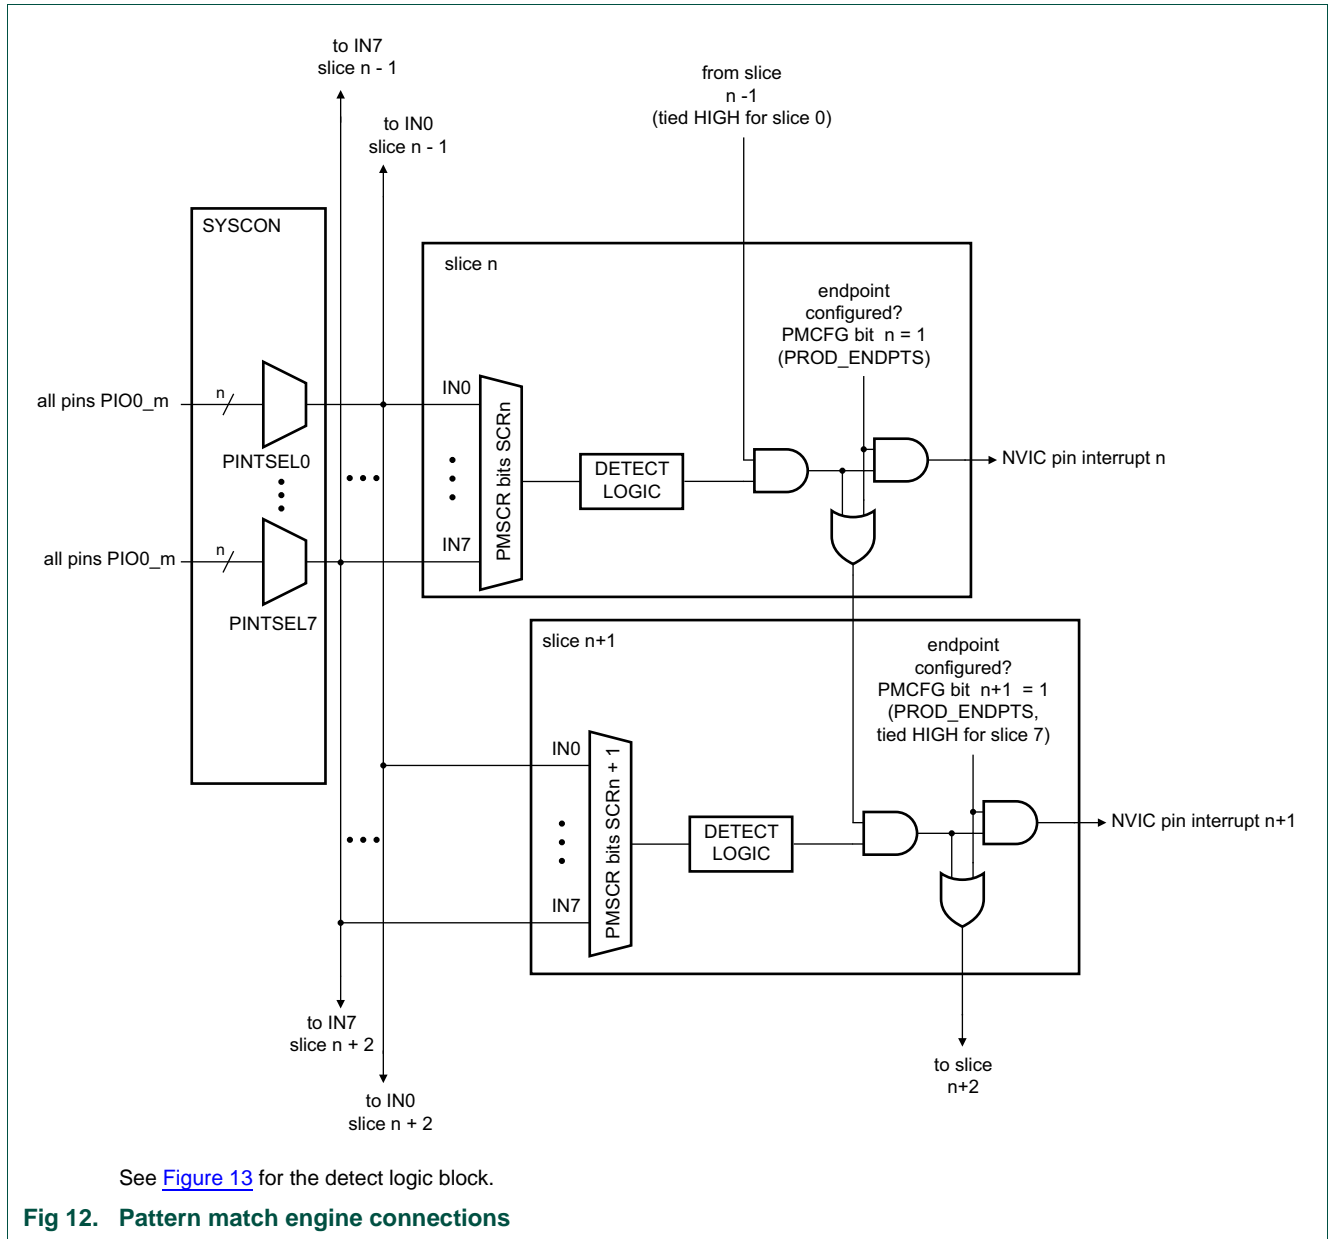 to IN7
slice n - 1
to IN0
slice n - 1
from slice
n -1
(tied HIGH for slice 0)
SYSCON
slice n
endpoint
configured?
PMCFG bit n = 1
(PROD_ENDPTS)
all pins PIO0_m
n
PINTSEL0
IN0
PMSCR bits SCRn
DETECT
LOGIC
NVIC pin interrupt n
all pins PIO0_m
n
PINTSEL7
IN7
slice n+1
endpoint
configured?
PMCFG bit n+1 = 1
(PROD_ENDPTS,
tied HIGH for slice 7)
IN0
PMSCR bits SCRn + 1
DETECT
LOGIC
NVIC pin interrupt n+1
IN7
to IN7
slice n + 2
to IN0
slice n + 2
to slice
n+2
See Figure 13 for the detect logic block.
Fig 12. Pattern match engine connections